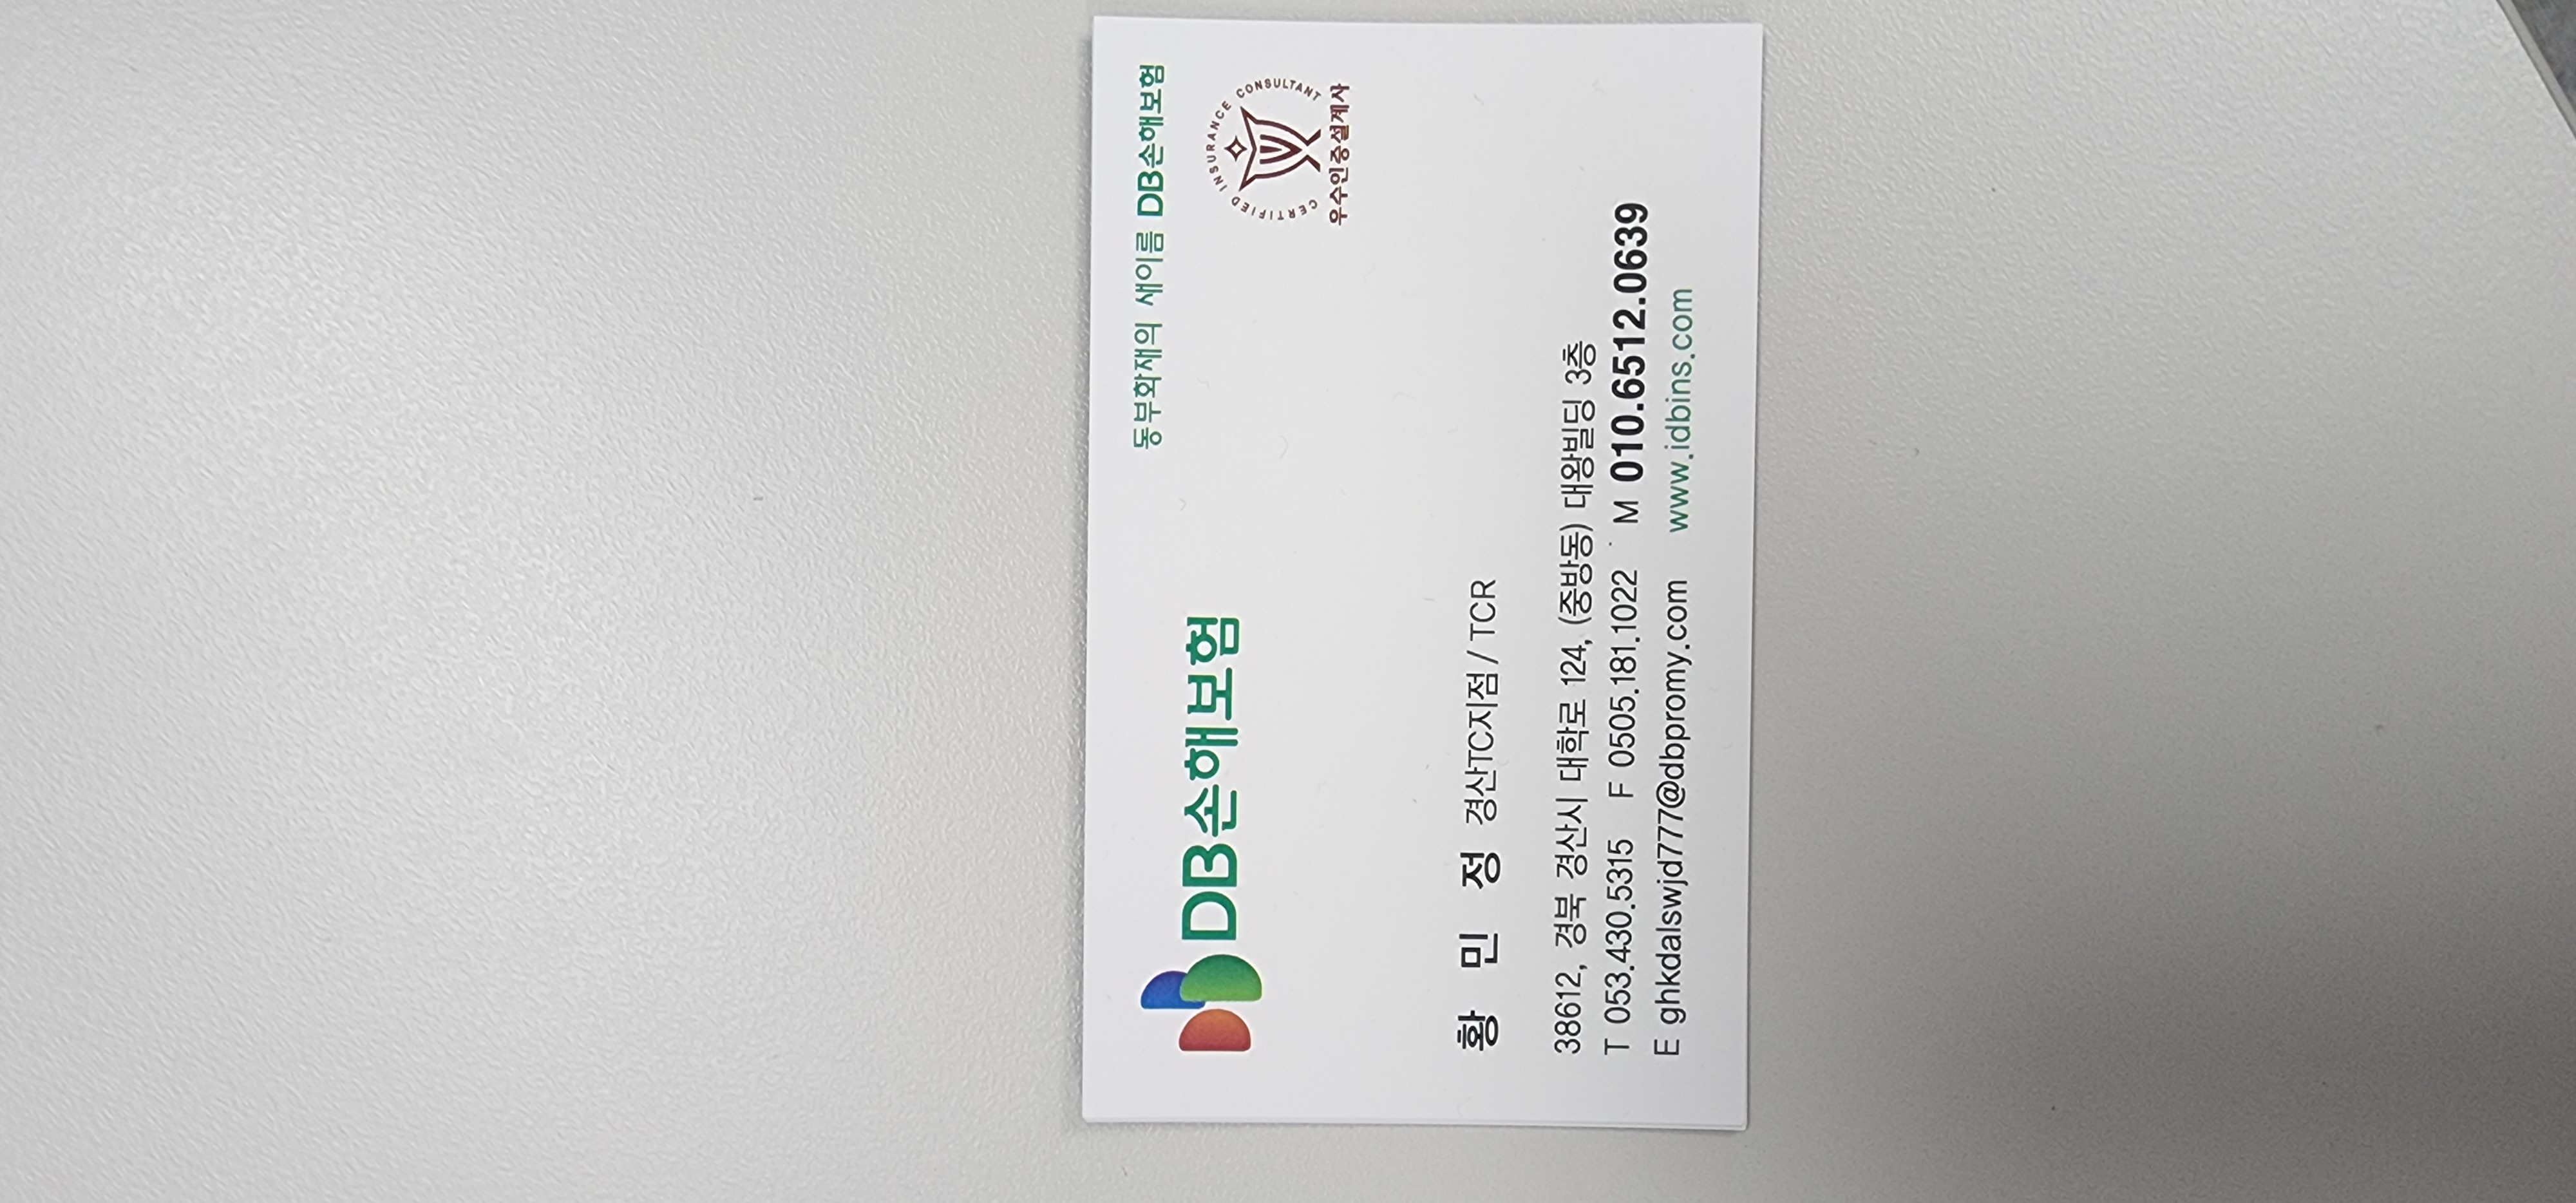 동부화재의 새이름 DB손해보험
DB손해보험
CERTIFIED INSURANCE CONSULTANT
우수인증설계사
황 민 정 경산TC지점 / TCR
38612, 경북 경산시 대학로 124, (중방동) 대왕빌딩 3층
T 053.430.5315 F 0505.181.1022 M 010.6512.0639
E ghkdalswjd777@dbpromy.com www.idbins.com